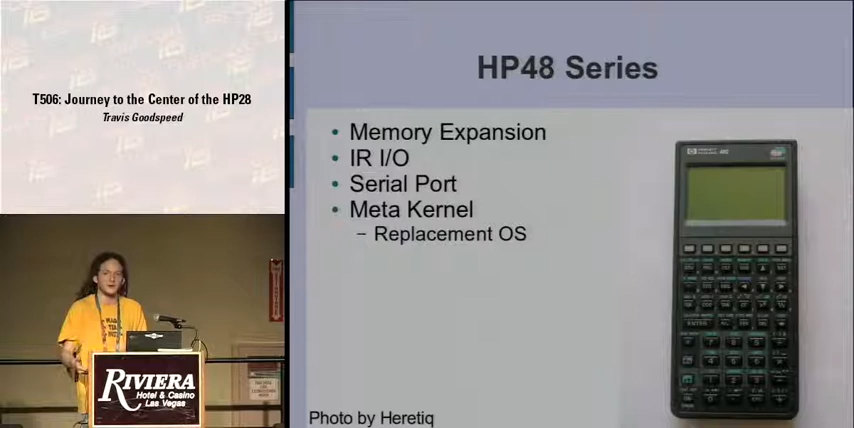 T506: Journey to the Center of the HP28
Travis Goodspeed
HP48 Series
• Memory Expansion
• IR I/O
• Serial Port
• Meta Kernel
– Replacement OS
Photo by Heretiq
RIVIERA
Hotel & Casino
Las Vegas